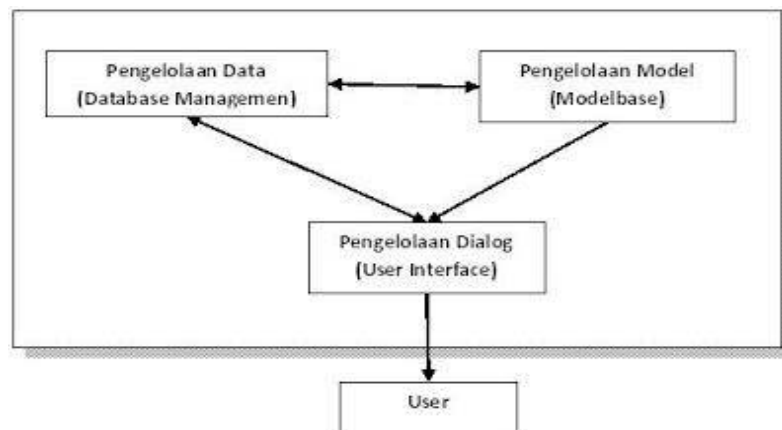 Pengelolaan Data
(Database Managemen)
Pengelolaan Model
(Modelbase)
Pengelolaan Dialog
(User Interface)
User